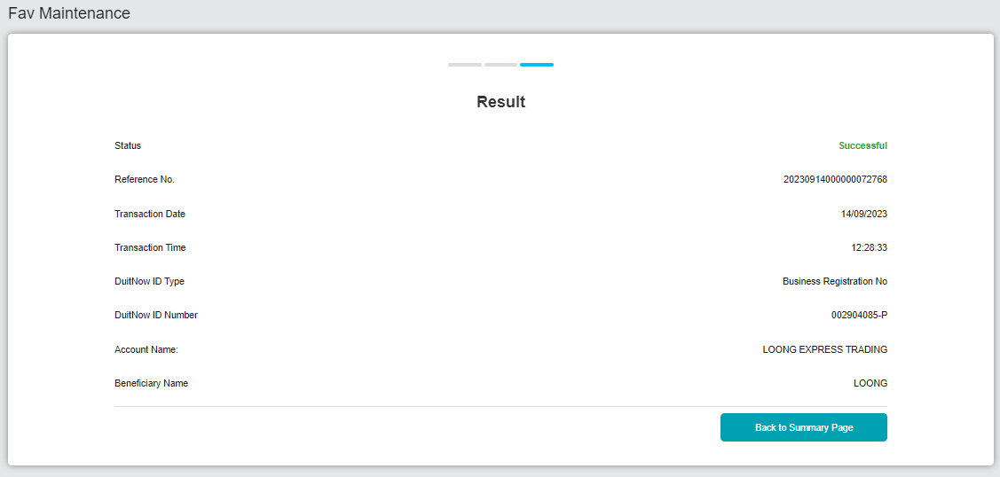 Fav Maintenance
Result
Status Successful
Reference No. 20230914000000072768
Transaction Date 14/09/2023
Transaction Time 12:28:33
DuitNow ID Type Business Registration No
DuitNow ID Number 002904085-P
Account Name: LOONG EXPRESS TRADING
Beneficiary Name LOONG
Back to Summary Page